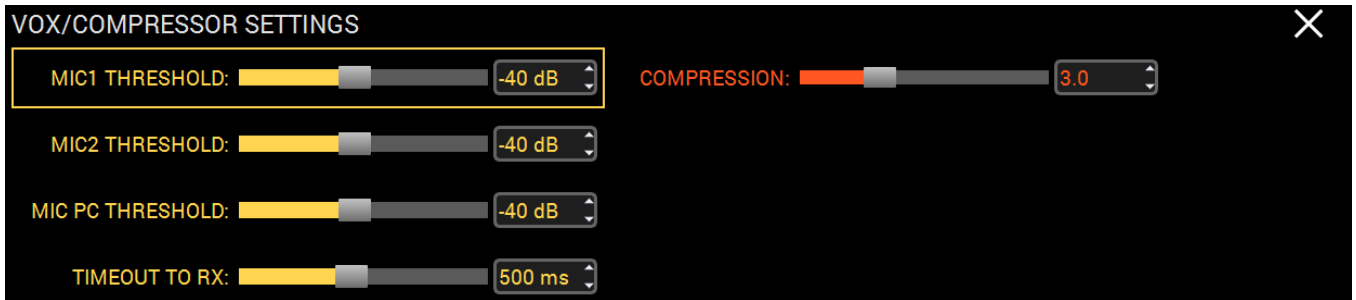 VOX/COMPRESSOR SETTINGS
MIC1 THRESHOLD: -40 dB
COMPRESSION: 3.0
MIC2 THRESHOLD: -40 dB
MIC PC THRESHOLD: -40 dB
TIMEOUT TO RX: 500 ms